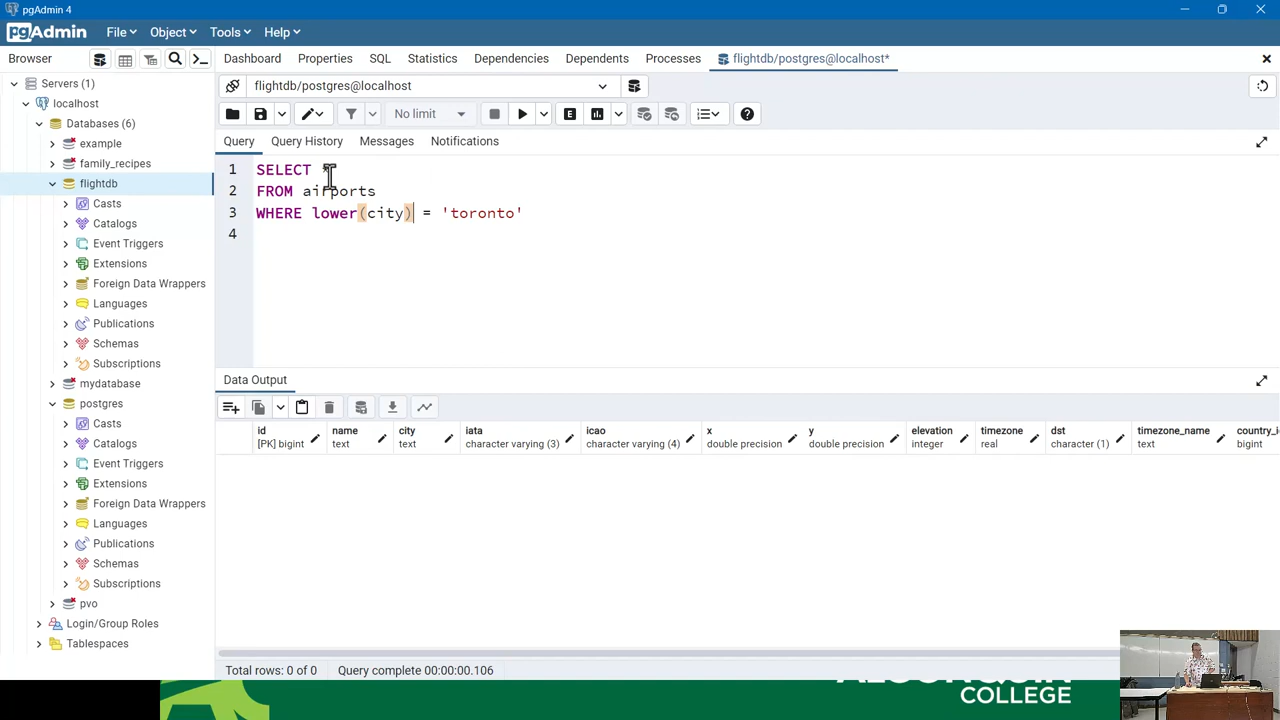 pgAdmin 4
pgAdmin File Object Tools Help
Browser Dashboard Properties SQL Statistics Dependencies Dependents Processes flightdb/postgres@localhost*
Servers (1)
localhost
Databases (6)
example
family_recipes
flightdb
Casts
Catalogs
Event Triggers
Extensions
Foreign Data Wrappers
Languages
Publications
Schemas
Subscriptions
mydatabase
postgres
Casts
Catalogs
Event Triggers
Extensions
Foreign Data Wrappers
Languages
Publications
Schemas
Subscriptions
pvo
Login/Group Roles
Tablespaces
flightdb/postgres@localhost
No limit
Query Query History Messages Notifications
1 SELECT *
2 FROM airports
3 WHERE lower(city) = 'toronto'
4
Data Output
id name city iata icao x y elevation timezone dst timezone_name
[PK] bigint text text character varying (3) character varying (4) double precision double precision integer real character (1) text bigint
Total rows: 0 of 0 Query complete 00:00:00.106
COLLEGE